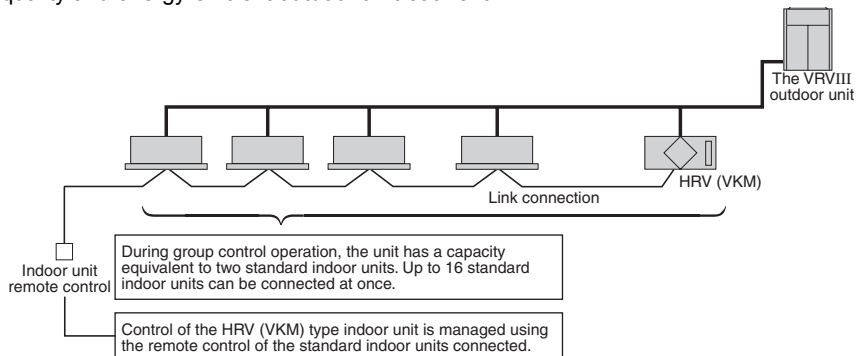 The VRVIII
outdoor unit
HRV (VKM)
Link connection
Indoor unit
remote control
During group control operation, the unit has a capacity
equivalent to two standard indoor units. Up to 16 standard
indoor units can be connected at once.
Control of the HRV (VKM) type indoor unit is managed using
the remote control of the standard indoor units connected.